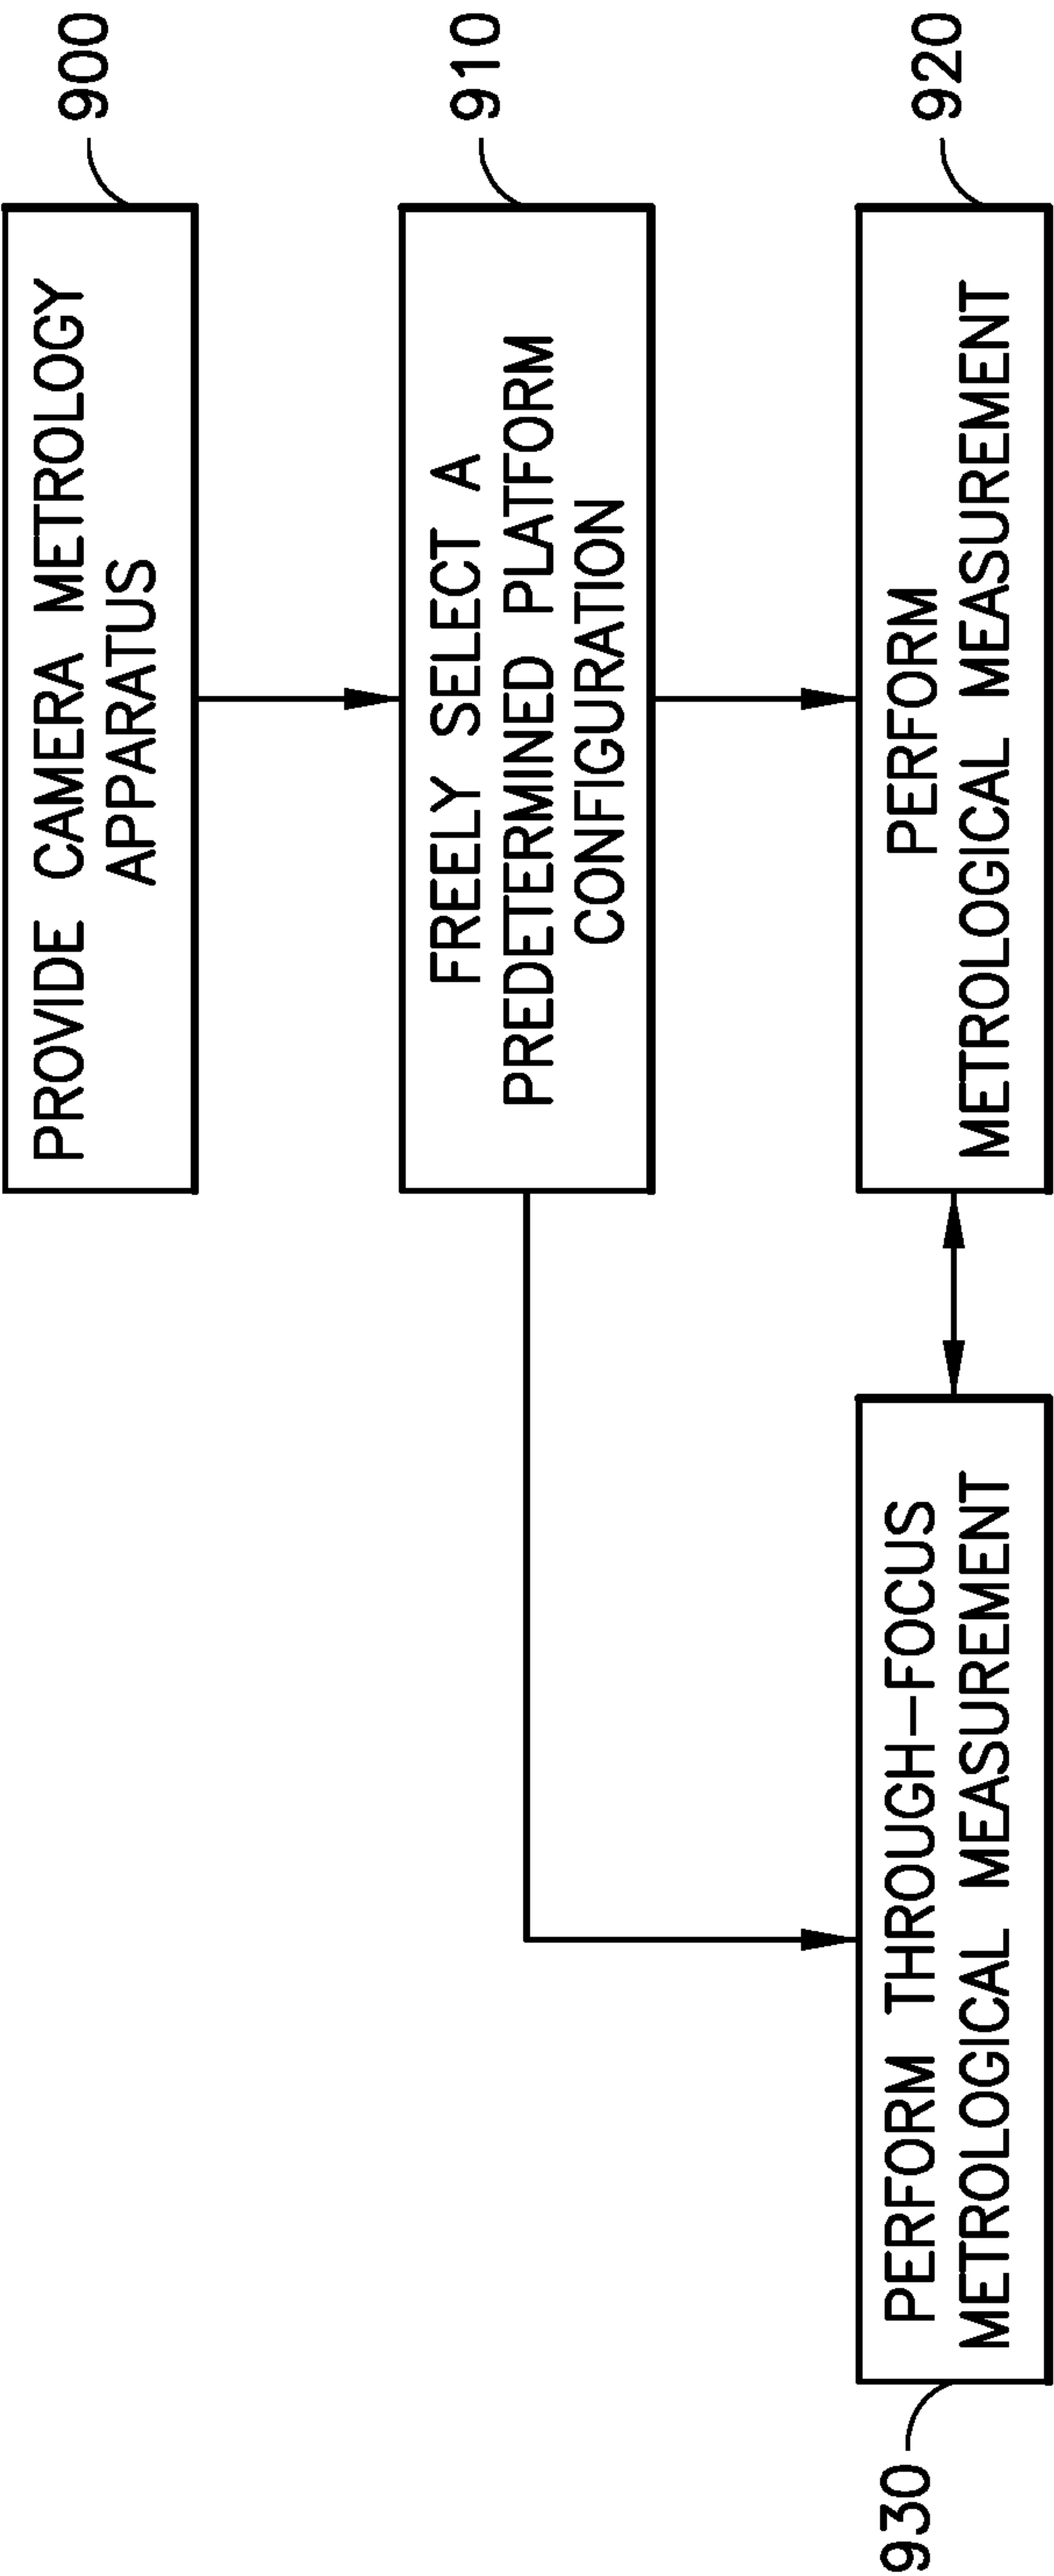 PROVIDE CAMERA METROLOGY
APPARATUS
900
FREELY SELECT A
PREDETERMINED PLATFORM
CONFIGURATION
910
PERFORM
METROLOGICAL MEASUREMENT
920
PERFORM THROUGH-FOCUS
METROLOGICAL MEASUREMENT
930